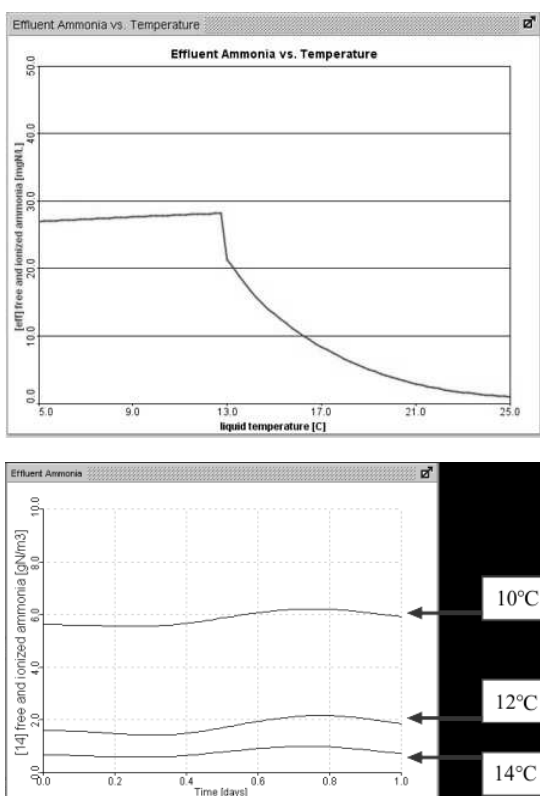 Effluent Ammonia vs. Temperature
Effluent Ammonia vs. Temperature
[eff] free and ionized ammonia [mgN/L]
50.0
40.0
30.0
20.0
10.0
0.0
5.0 9.0 13.0 17.0 21.0 25.0
liquid temperature [C]
Effluent Ammonia
[14] free and ionized ammonia [gN/m3]
10.0
8.0
6.0
4.0
2.0
0.0
0.0 0.2 0.4 0.6 0.8 1.0
Time [days]
10°C
12°C
14°C